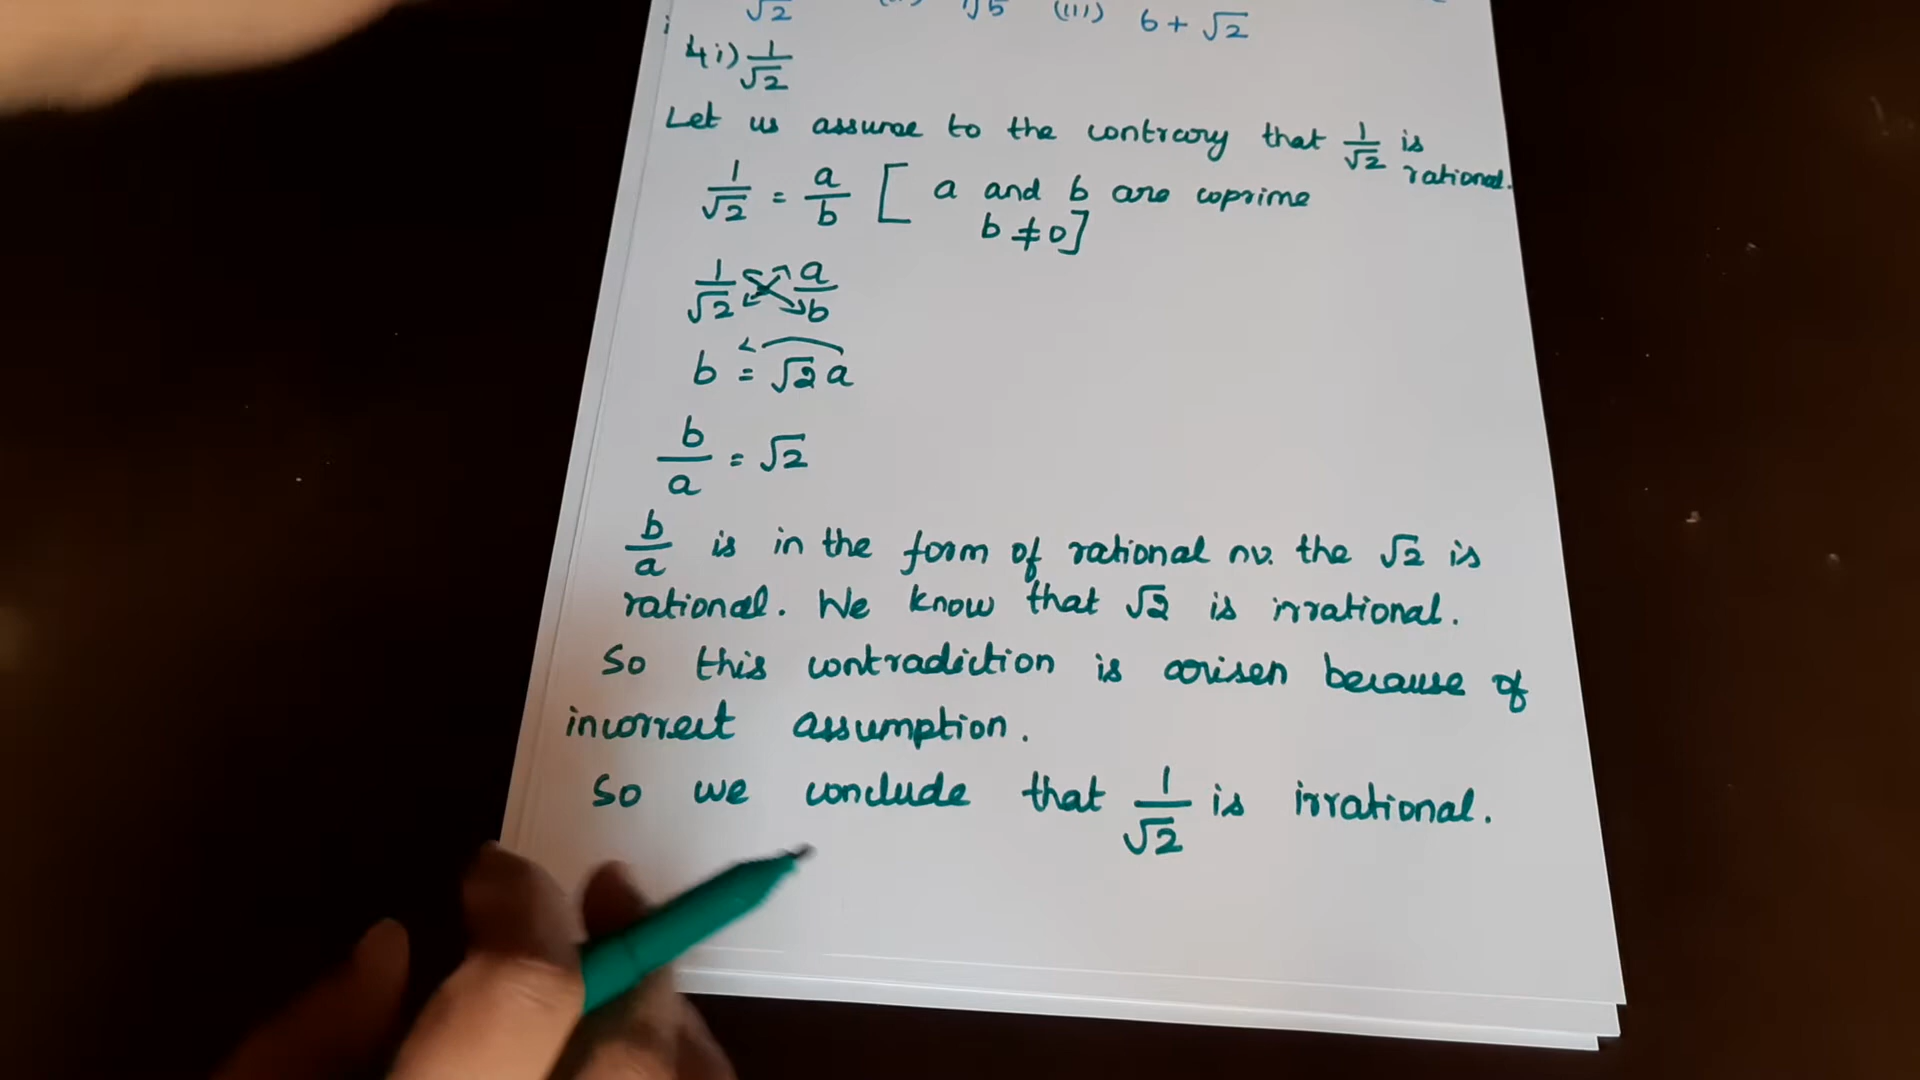 √2 √5 (iii) 6 + √2
4i) 1/√2
Let us assume to the contrary that 1/√2 is rational.
1/√2 = a/b [ a and b are coprime
b ≠ 0]
1/√2 a/b
b = √2 a
b/a = √2
b/a is in the form of rational no. the √2 is
rational. We know that √2 is irrational.
So this contradiction is arisen because of
incorrect assumption.
So we conclude that 1/√2 is irrational.